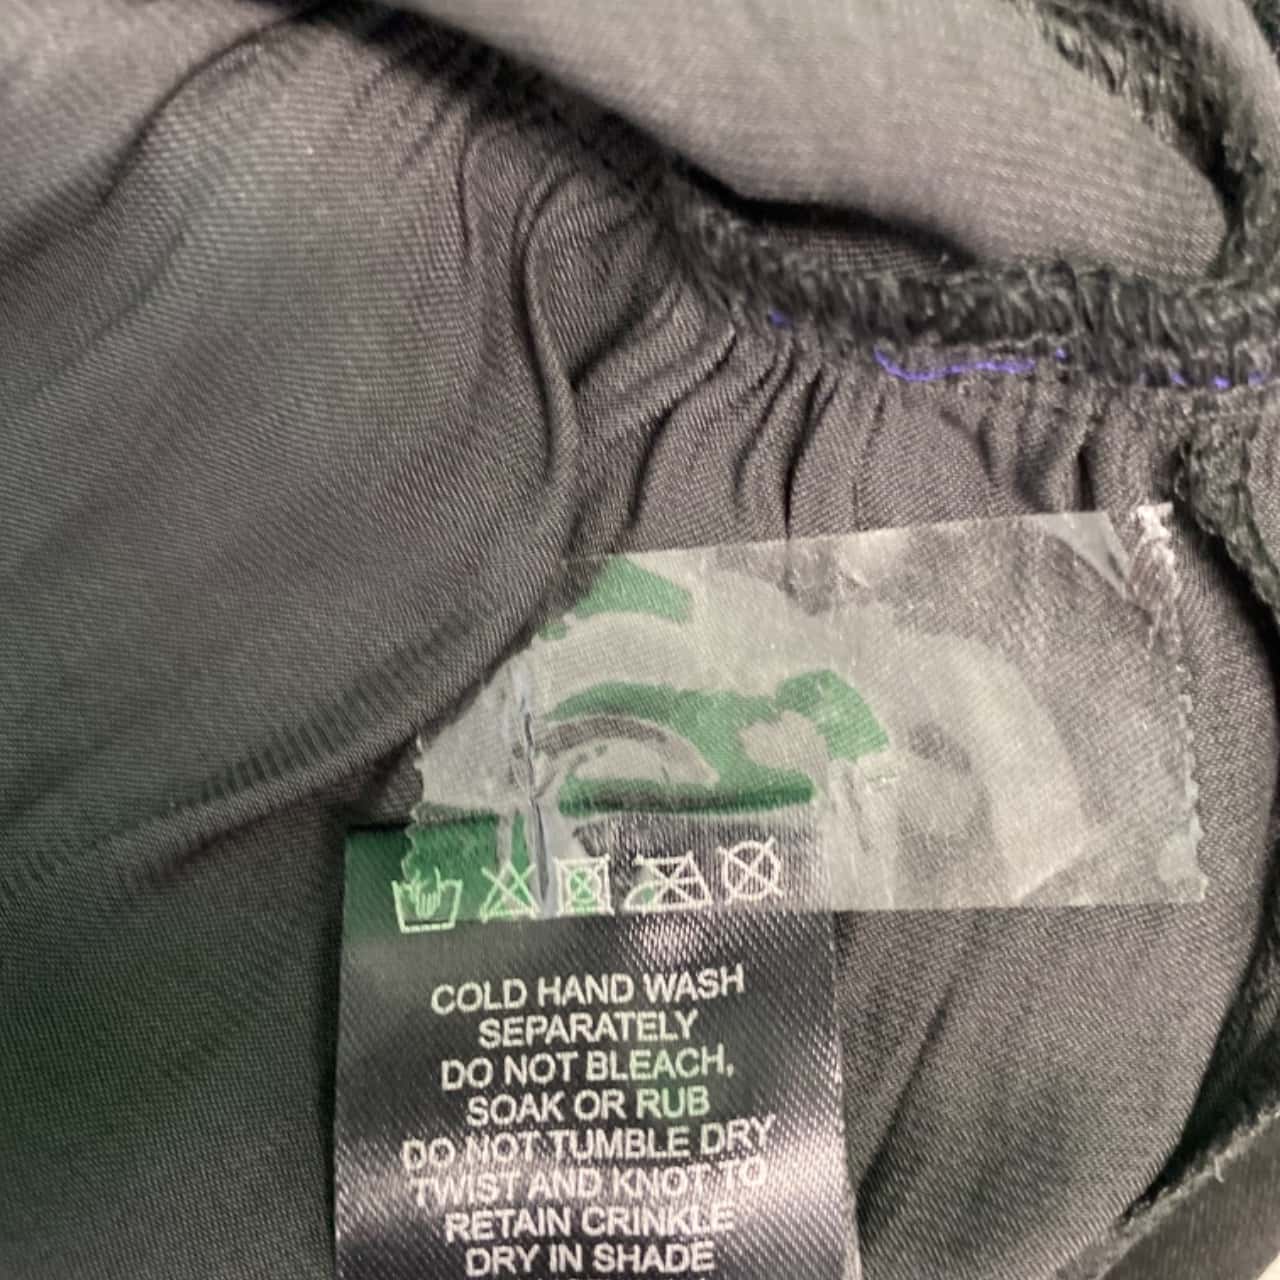 COLD HAND WASH
SEPARATELY
DO NOT BLEACH,
SOAK OR RUB
DO NOT TUMBLE DRY
TWIST AND KNOT TO
RETAIN CRINKLE
DRY IN SHADE